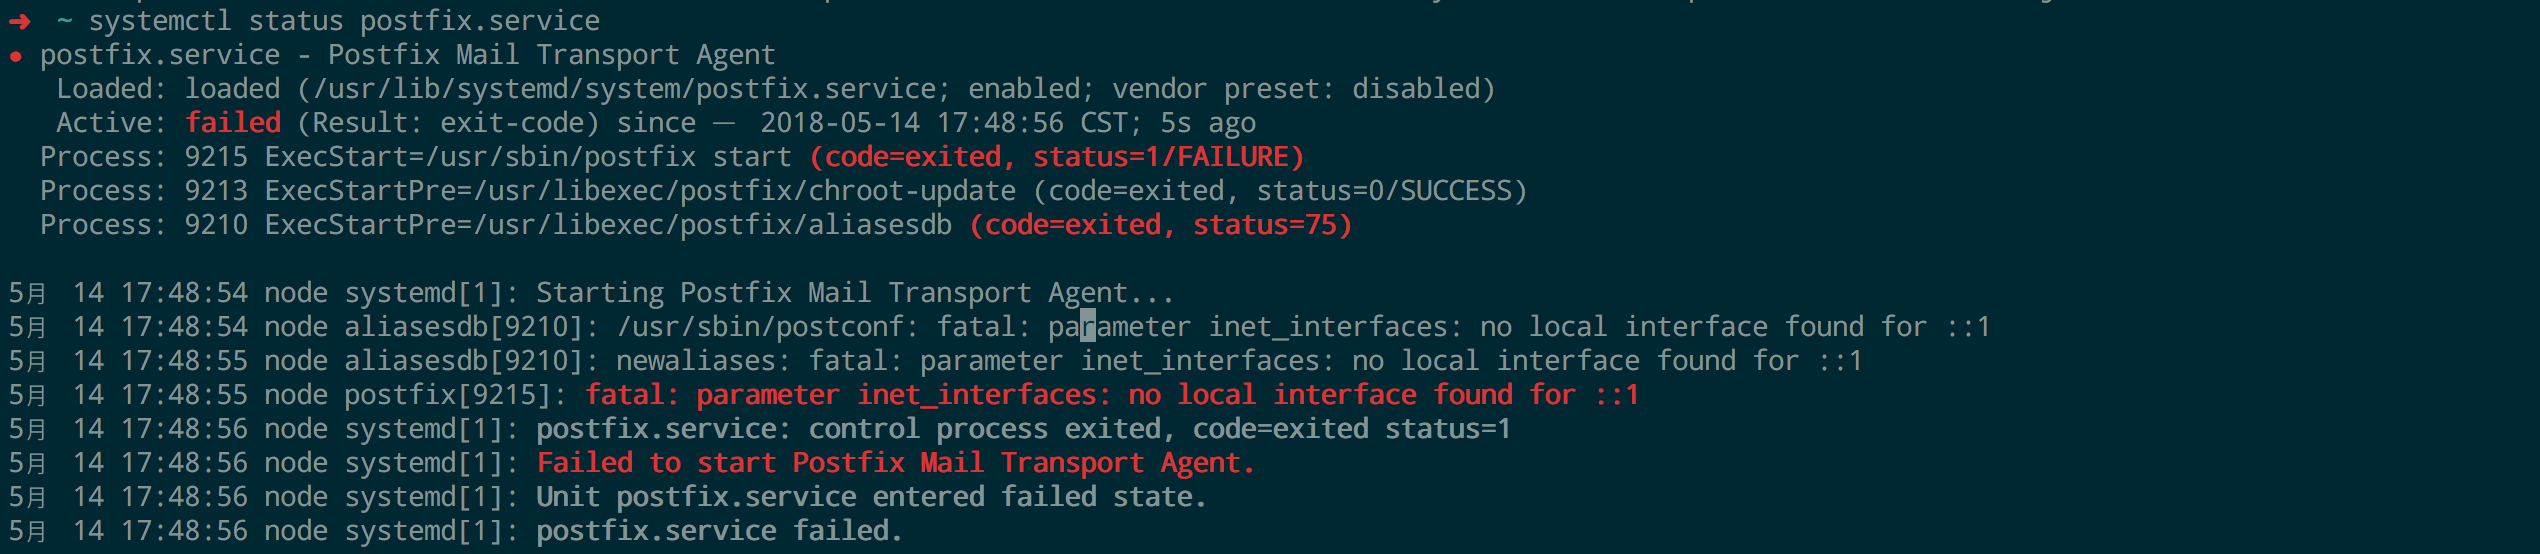 ➜ ~ systemctl status postfix.service
● postfix.service - Postfix Mail Transport Agent
Loaded: loaded (/usr/lib/systemd/system/postfix.service; enabled; vendor preset: disabled)
Active: failed (Result: exit-code) since 一 2018-05-14 17:48:56 CST; 5s ago
Process: 9215 ExecStart=/usr/sbin/postfix start (code=exited, status=1/FAILURE)
Process: 9213 ExecStartPre=/usr/libexec/postfix/chroot-update (code=exited, status=0/SUCCESS)
Process: 9210 ExecStartPre=/usr/libexec/postfix/aliasesdb (code=exited, status=75)
5月 14 17:48:54 node systemd[1]: Starting Postfix Mail Transport Agent...
5月 14 17:48:54 node aliasesdb[9210]: /usr/sbin/postconf: fatal: parameter inet_interfaces: no local interface found for ::1
5月 14 17:48:55 node aliasesdb[9210]: newaliases: fatal: parameter inet_interfaces: no local interface found for ::1
5月 14 17:48:55 node postfix[9215]: fatal: parameter inet_interfaces: no local interface found for ::1
5月 14 17:48:56 node systemd[1]: postfix.service: control process exited, code=exited status=1
5月 14 17:48:56 node systemd[1]: Failed to start Postfix Mail Transport Agent.
5月 14 17:48:56 node systemd[1]: Unit postfix.service entered failed state.
5月 14 17:48:56 node systemd[1]: postfix.service failed.